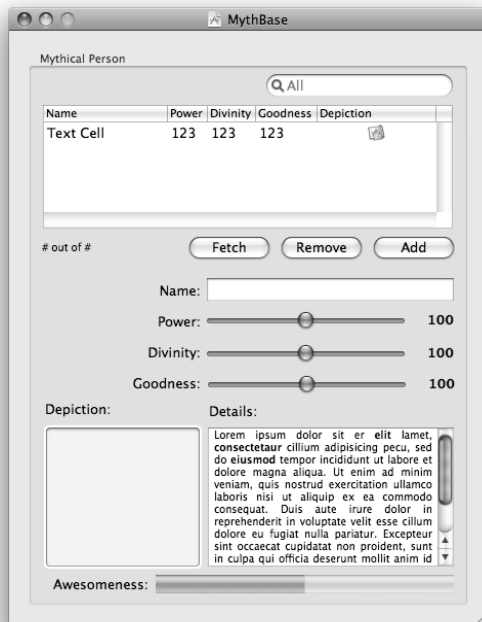 MythBase
Mythical Person
All
Name Power Divinity Goodness Depiction
Text Cell 123 123 123
# out of # Fetch Remove Add
Name:
Power: 100
Divinity: 100
Goodness: 100
Depiction: Details:
Lorem ipsum dolor sit er elit lamet,
consectetaur cillium adipisicing pecu, sed
do eiusmod tempor incididunt ut labore et
dolore magna aliqua. Ut enim ad minim
veniam, quis nostrud exercitation ullamco
laboris nisi ut aliquip ex ea commodo
consequat. Duis aute irure dolor in
reprehenderit in voluptate velit esse cillum
dolore eu fugiat nulla pariatur. Excepteur
sint occaecat cupidatat non proident, sunt
in culpa qui officia deserunt mollit anim id
Awesomeness: